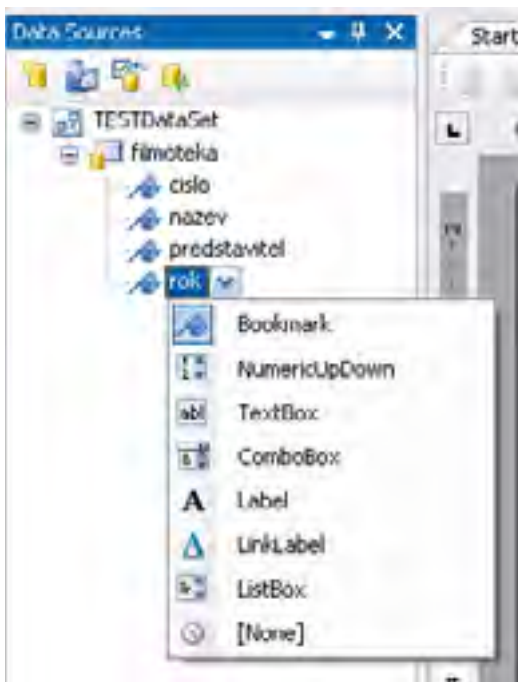 Data Sources
Start
TESTDataSet
filmoteka
cislo
nazev
predstavitel
rok
Bookmark
NumericUpDown
TextBox
ComboBox
Label
LinkLabel
ListBox
[None]